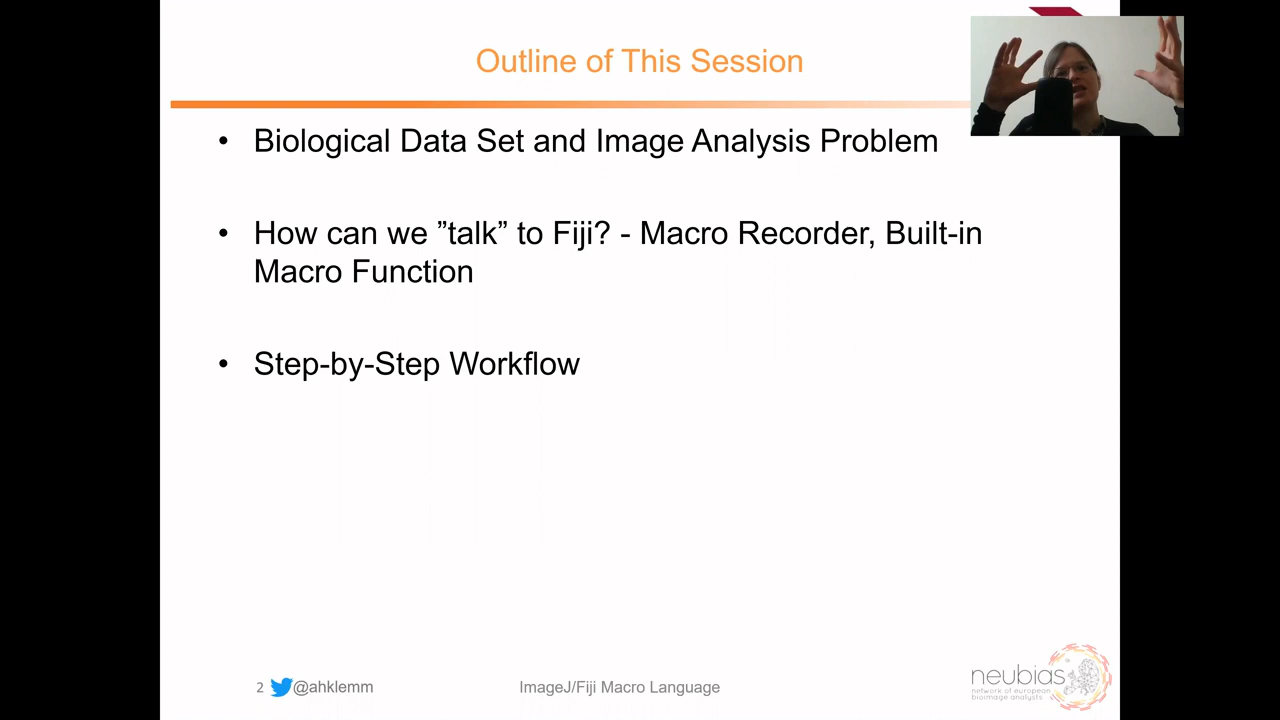 Outline of This Session
• Biological Data Set and Image Analysis Problem
• How can we ”talk” to Fiji? - Macro Recorder, Built-in
Macro Function
• Step-by-Step Workflow
2 @ahklemm
ImageJ/Fiji Macro Language
neubias
network of european
bioimage analysts